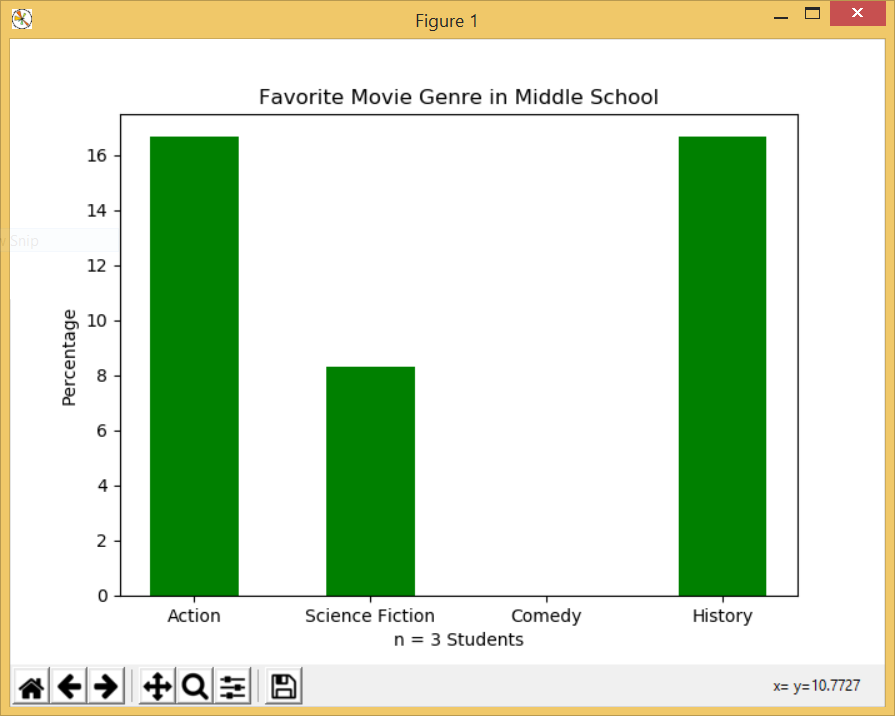 Figure 1
Favorite Movie Genre in Middle School
16
14
w Snip
12
10
Percentage
8
6
4
2
0
Action Science Fiction Comedy History
n = 3 Students
x= y=10.7727